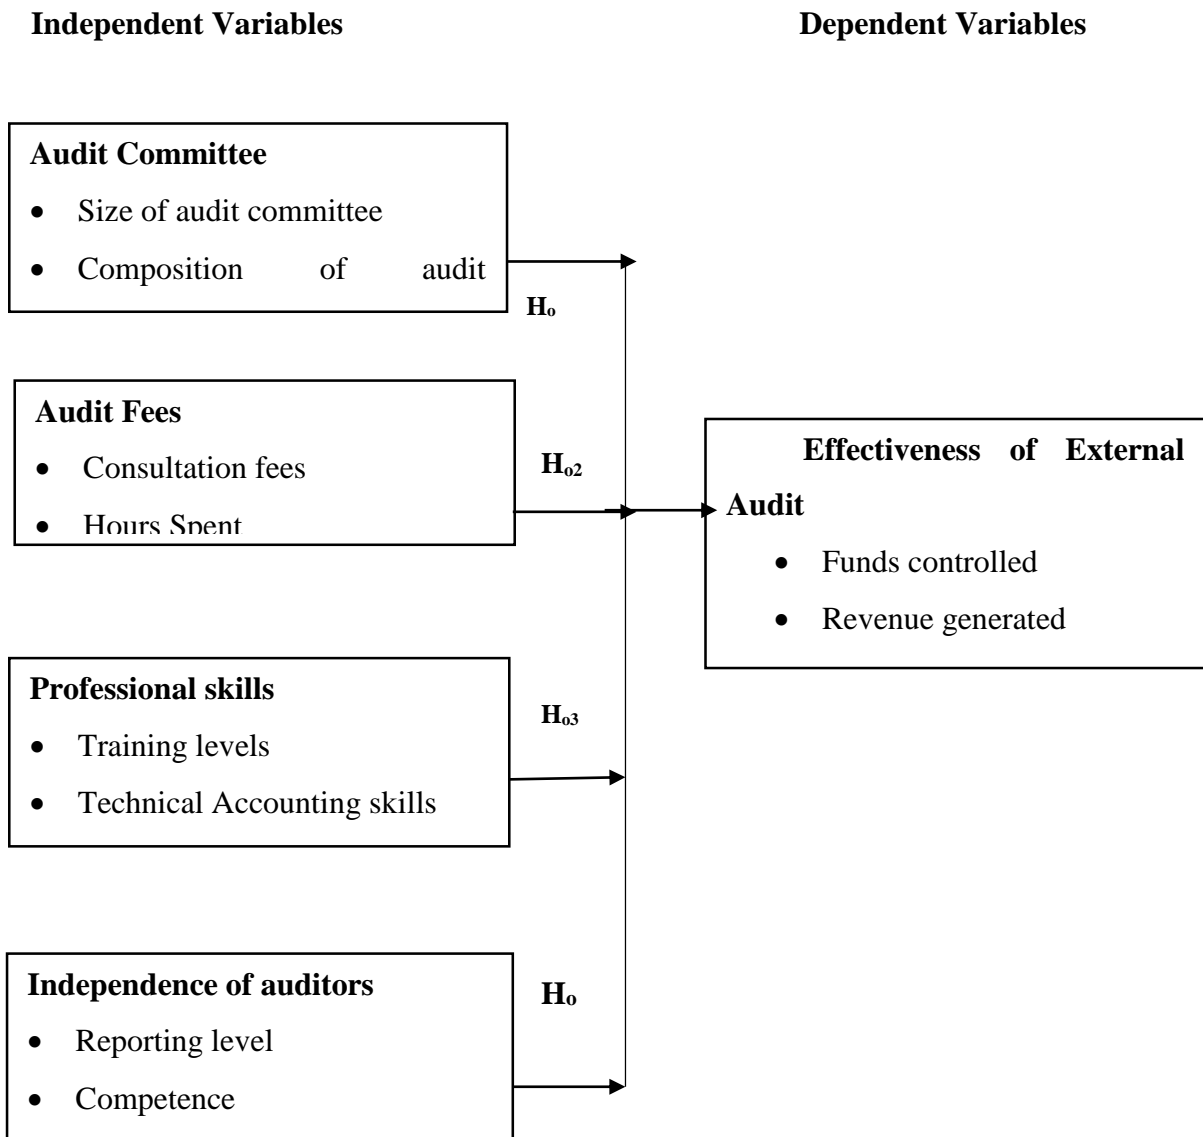 Independent Variables
Dependent Variables
Audit Committee
• Size of audit committee
• Composition of audit
Hₒ
Audit Fees
• Consultation fees
• Hours Spent
Hₒ₂
Effectiveness of External
Audit
• Funds controlled
• Revenue generated
Professional skills
• Training levels
• Technical Accounting skills
Hₒ₃
Independence of auditors
• Reporting level
• Competence
Hₒ